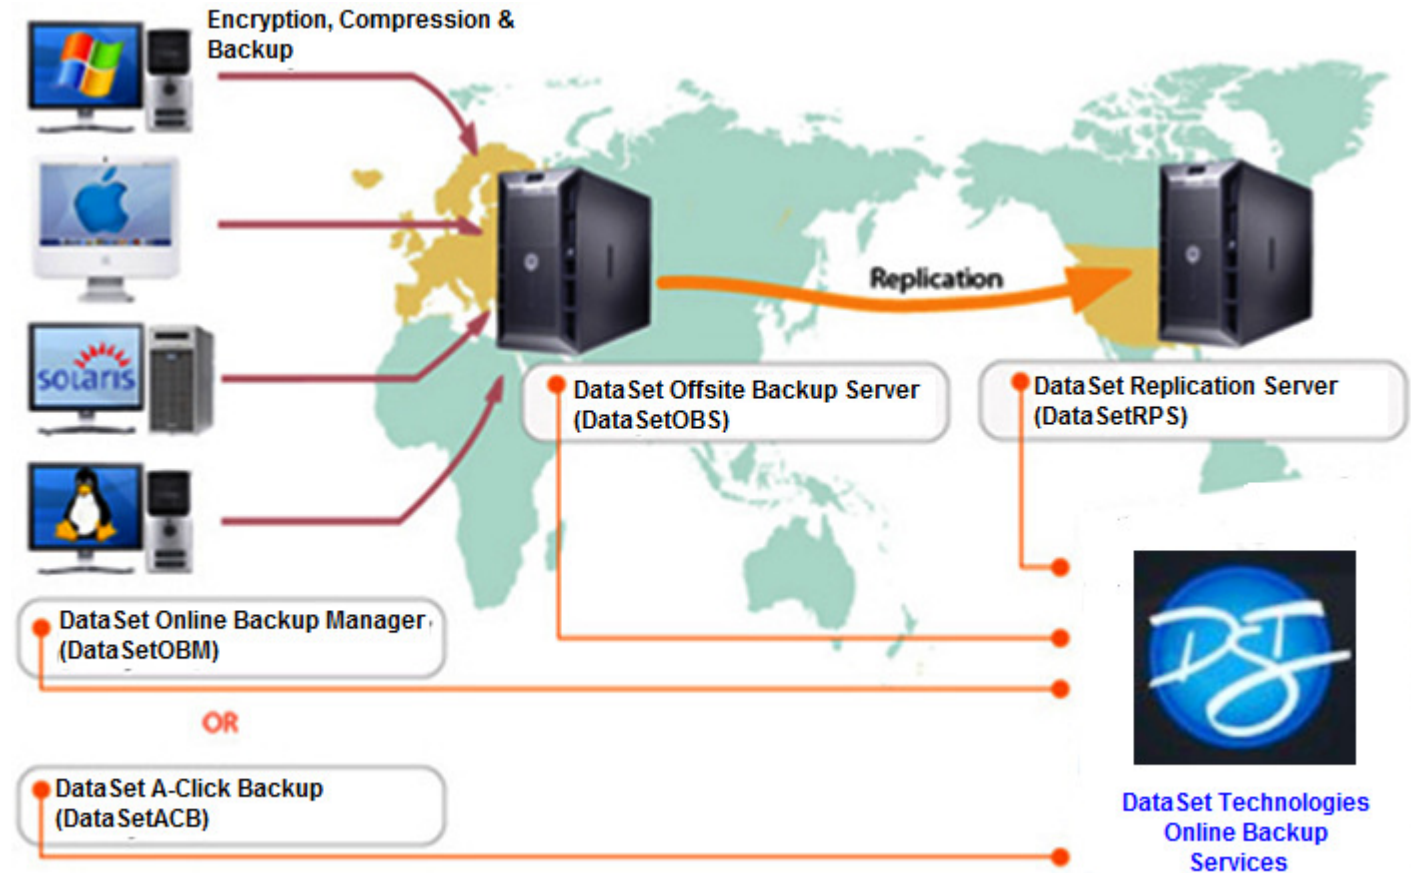 Encryption, Compression &
Backup
solaris
Replication
DataSet Offsite Backup Server
(DataSetOBS)
DataSet Replication Server
(DataSetRPS)
DataSet Online Backup Manager
(DataSetOBM)
OR
DataSet A-Click Backup
(DataSetACB)
DST
DataSet Technologies
Online Backup
Services